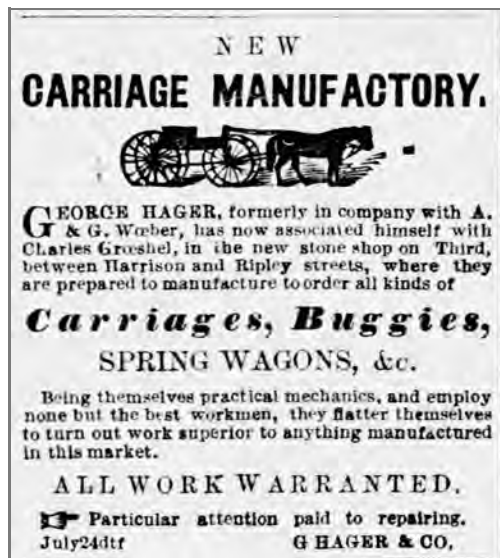 NEW
CARRIAGE MANUFACTORY.
GEORGE HAGER, formerly in company with A.
& G. Wœber, has now associated himself with
Charles Grœshel, in the new stone shop on Third,
between Harrison and Ripley streets, where they
are prepared to manufacture to order all kinds of
Carriages, Buggies,
SPRING WAGONS, &c.
Being themselves practical mechanics, and employ
none but the best workmen, they flatter themselves
to turn out work superior to anything manufactured
in this market.
ALL WORK WARRANTED.
☞ Particular attention paid to repairing.
July24dtf G HAGER & CO.